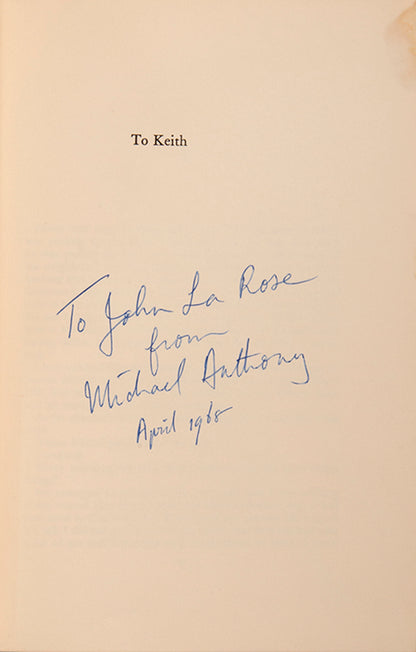 To Keith
To John La Rose
from
Michael Anthony
April 1968